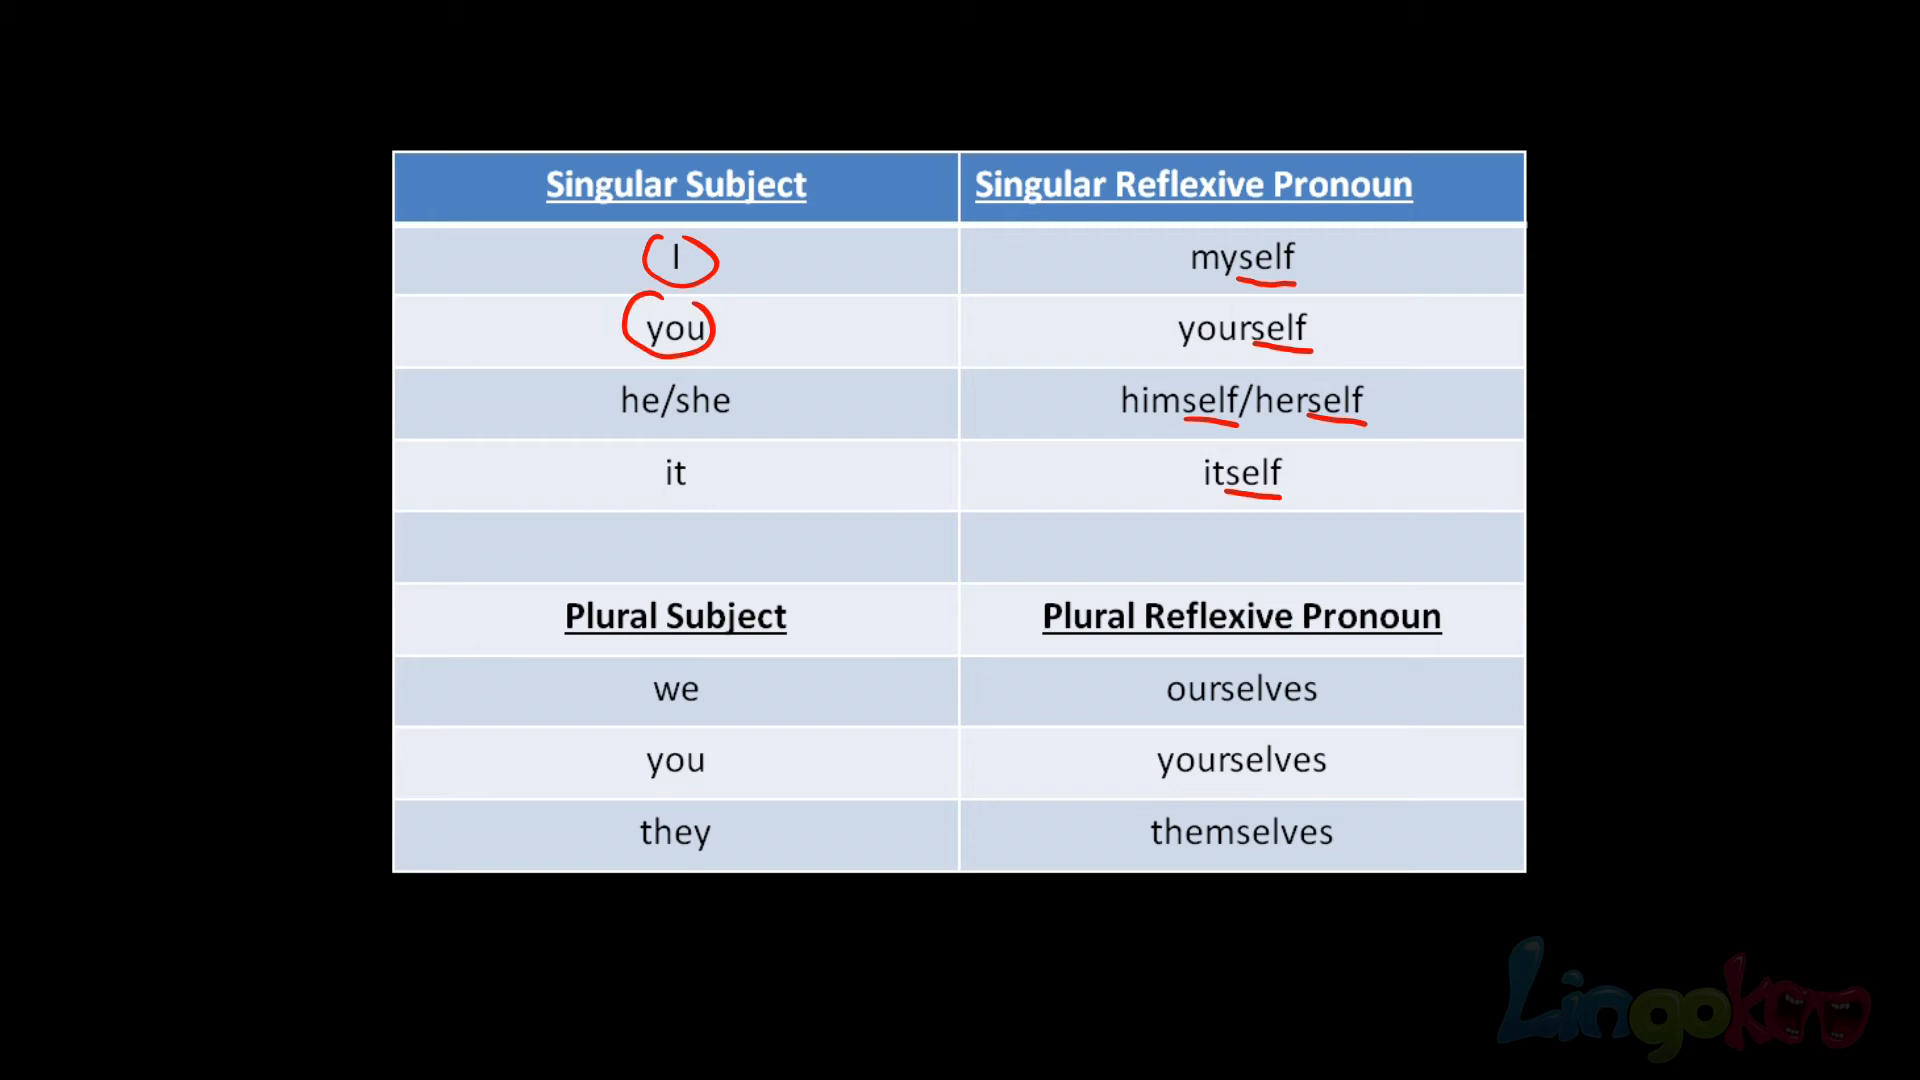 Singular Subject Singular Reflexive Pronoun
I myself
you yourself
he/she himself/herself
it itself
Plural Subject Plural Reflexive Pronoun
we ourselves
you yourselves
they themselves
Lingokoo